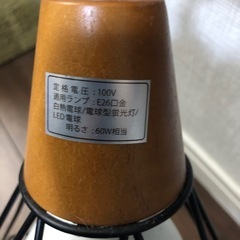 定格電圧:100V
適用ランプ:E26口金
白熱電球/電球型蛍光灯/
LED電球
明るさ:60W相当